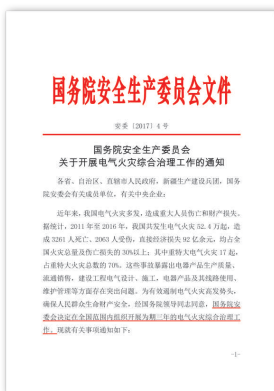 国务院安全生产委员会文件
安委〔2017〕4号
国务院安全生产委员会
关于开展电气火灾综合治理工作的通知
各省、自治区、直辖市人民政府，新疆生产建设兵团，国务
院安委会有关成员单位，有关中央企业：
近年来，我国电气火灾多发，造成重大人员伤亡和财产损失。
据统计，2011年至2016年，我国共发生电气火灾52.4万起，造
成3261人死亡、2063人受伤，直接经济损失92亿余元，均占全
国火灾总量及伤亡损失的30%以上；其中重特大电气火灾17起，
占重特大火灾总数的70%。这些事故暴露出电器产品生产质量、
流通销售，建设工程电气设计、施工，电器产品及其线路使用、
维护管理等方面存在突出问题。为有效遏制电气火灾高发势头，
确保人民群众生命财产安全，经国务院领导同志同意，国务院安
委会决定在全国范围内组织开展为期三年的电气火灾综合治理工
作。现就有关事项通知如下：
-1-